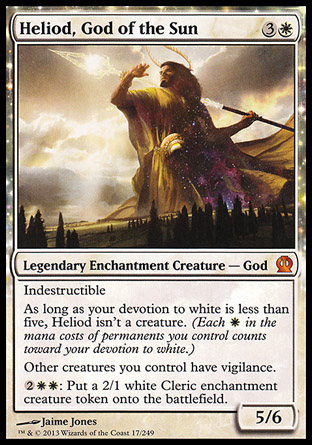 Heliod, God of the Sun 3
Legendary Enchantment Creature — God
Indestructible
As long as your devotion to white is less than
five, Heliod isn't a creature. (Each in the
mana costs of permanents you control counts
toward your devotion to white.)
Other creatures you control have vigilance.
2 : Put a 2/1 white Cleric enchantment
creature token onto the battlefield.
5/6
Jaime Jones
™ & © 2013 Wizards of the Coast 17/249